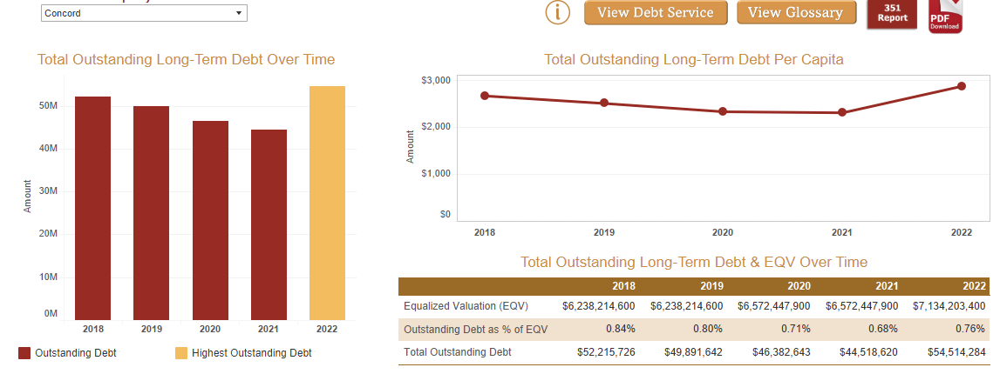 Concord
i
View Debt Service
View Glossary
351
Report
PDF
Download
Total Outstanding Long-Term Debt Over Time
Amount
50M
40M
30M
20M
10M
0M
2018 2019 2020 2021 2022
Outstanding Debt
Highest Outstanding Debt
Total Outstanding Long-Term Debt Per Capita
Amount
$3,000
$2,000
$1,000
$0
2018 2019 2020 2021 2022
Total Outstanding Long-Term Debt & EQV Over Time
2018 2019 2020 2021 2022
Equalized Valuation (EQV) $6,238,214,600 $6,238,214,600 $6,572,447,900 $6,572,447,900 $7,134,203,400
Outstanding Debt as % of EQV 0.84% 0.80% 0.71% 0.68% 0.76%
Total Outstanding Debt $52,215,726 $49,891,642 $46,382,643 $44,518,620 $54,514,284